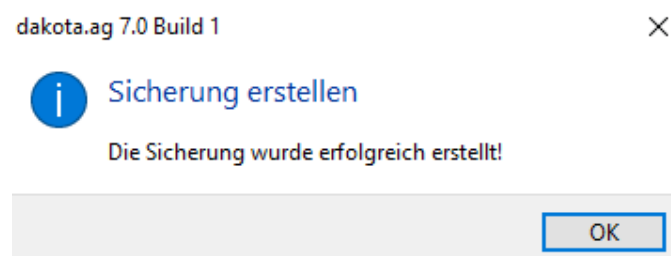 dakota.ag 7.0 Build 1
Sicherung erstellen
Die Sicherung wurde erfolgreich erstellt!
OK